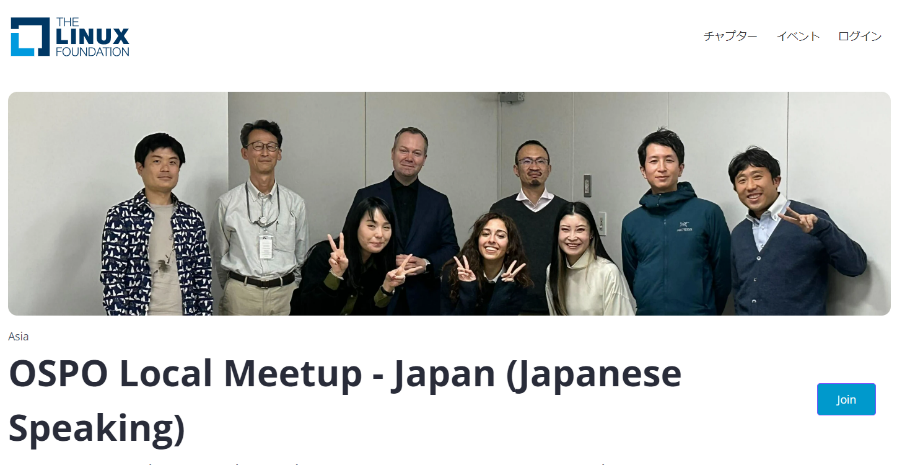 THE
LINUX
FOUNDATION
チャプター イベント ログイン
Asia
OSPO Local Meetup - Japan (Japanese
Speaking)
Join